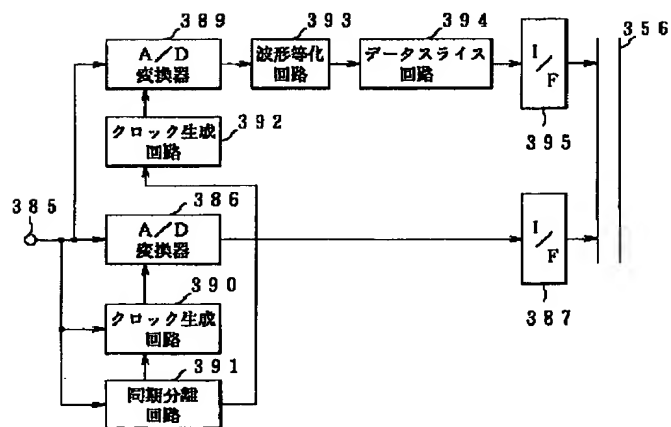 389
A/D
変換器
393
波形等化
回路
394
データスライス
回路
I/F
395
356
クロック生成
回路
392
385
386
A/D
変換器
I/F
387
390
クロック生成
回路
391
同期分離
回路